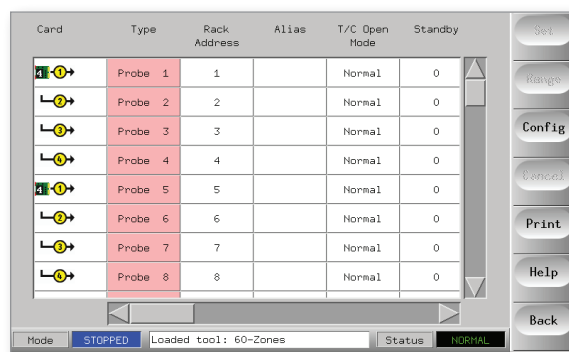 Card Type Rack Address Alias T/C Open Mode Standby
Set
4 1 Probe 1 1 Normal 0
Range
2 Probe 2 2 Normal 0
3 Probe 3 3 Normal 0
Config
4 Probe 4 4 Normal 0
Cancel
4 1 Probe 5 5 Normal 0
2 Probe 6 6 Normal 0
Print
3 Probe 7 7 Normal 0
4 Probe 8 8 Normal 0
Help
Back
Mode STOPPED Loaded tool: 60-Zones Status NORMAL